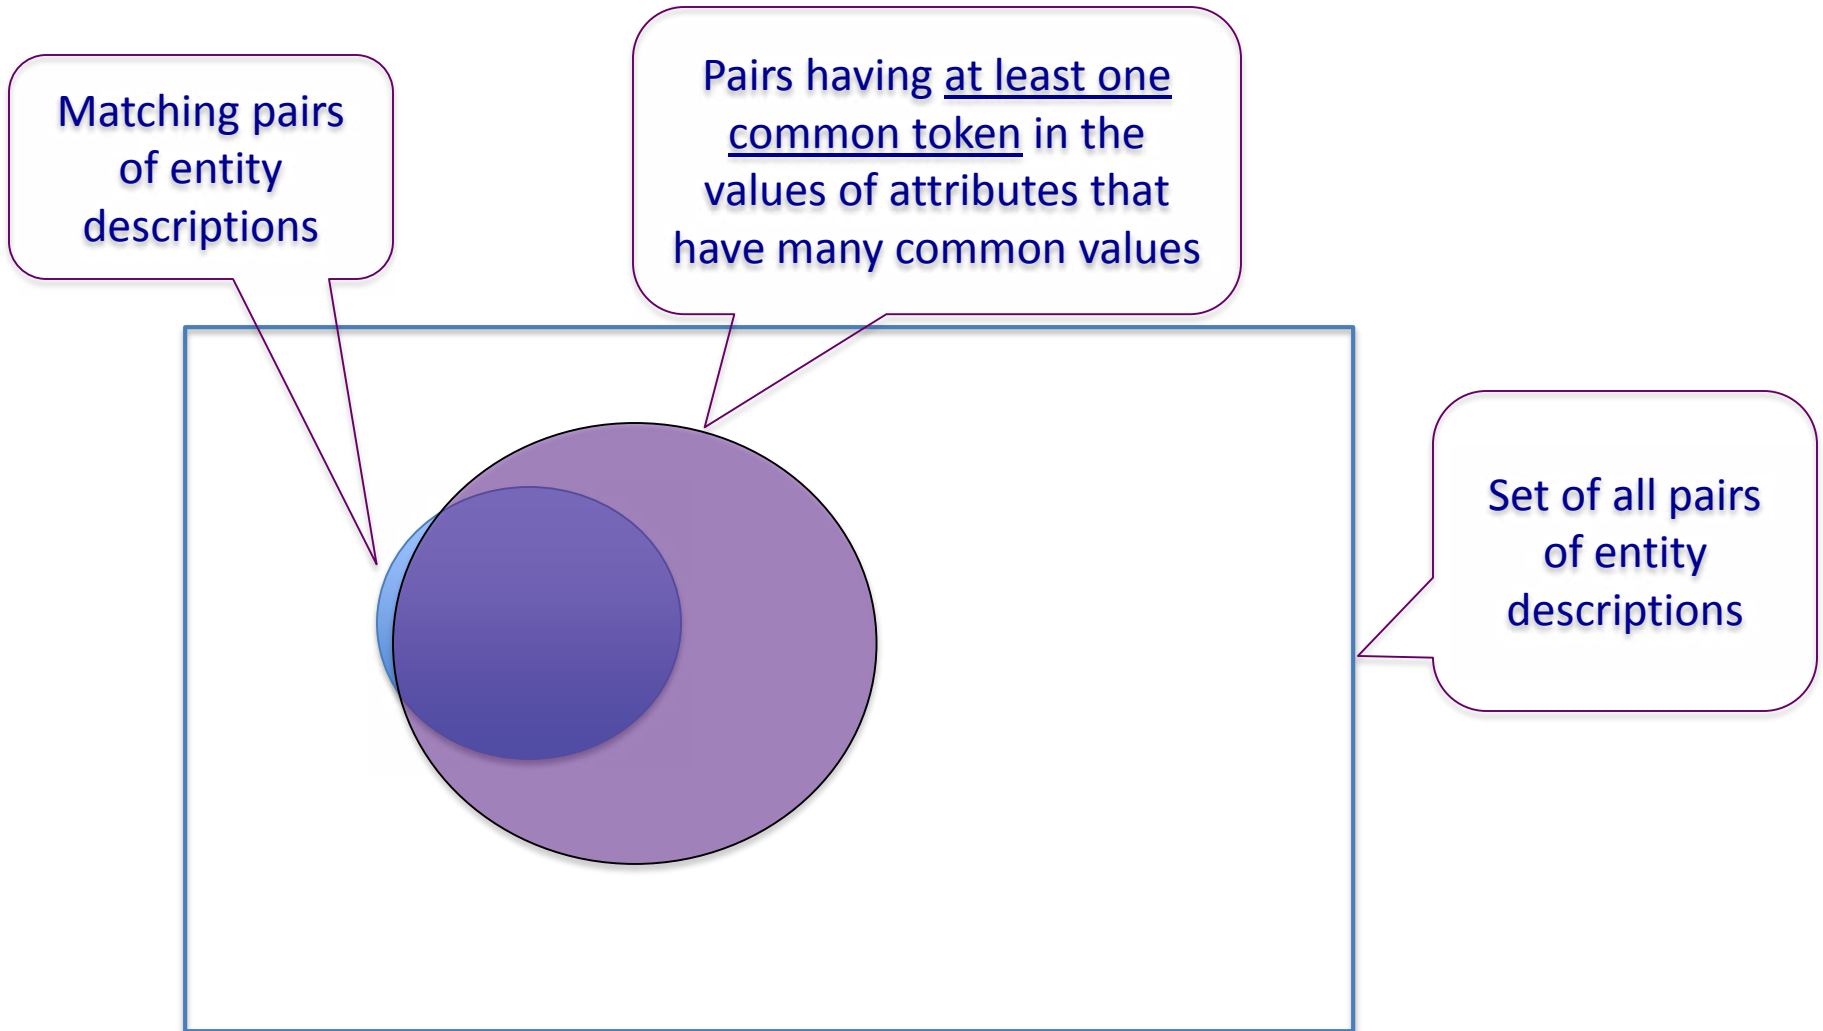 Matching pairs
of entity
descriptions
Pairs having at least one
common token in the
values of attributes that
have many common values
Set of all pairs
of entity
descriptions